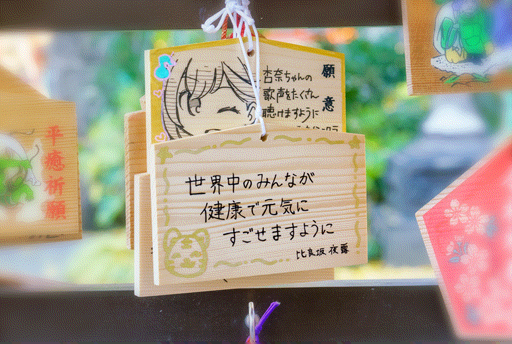 願意
古奈ちゃんの
歌声をたくさん
聴けますように
世界中のみんなが
健康で元気に
すごせますように
比良坂夜露
平癒祈願